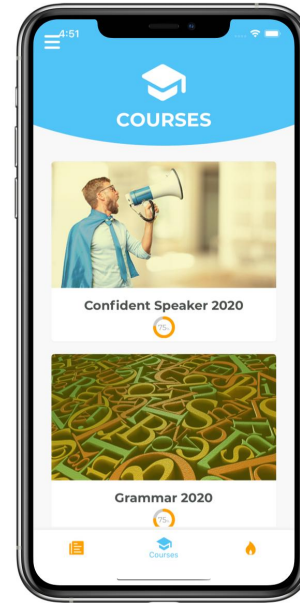 4:51
COURSES
Confident Speaker 2020
75%
Grammar 2020
75%
Courses